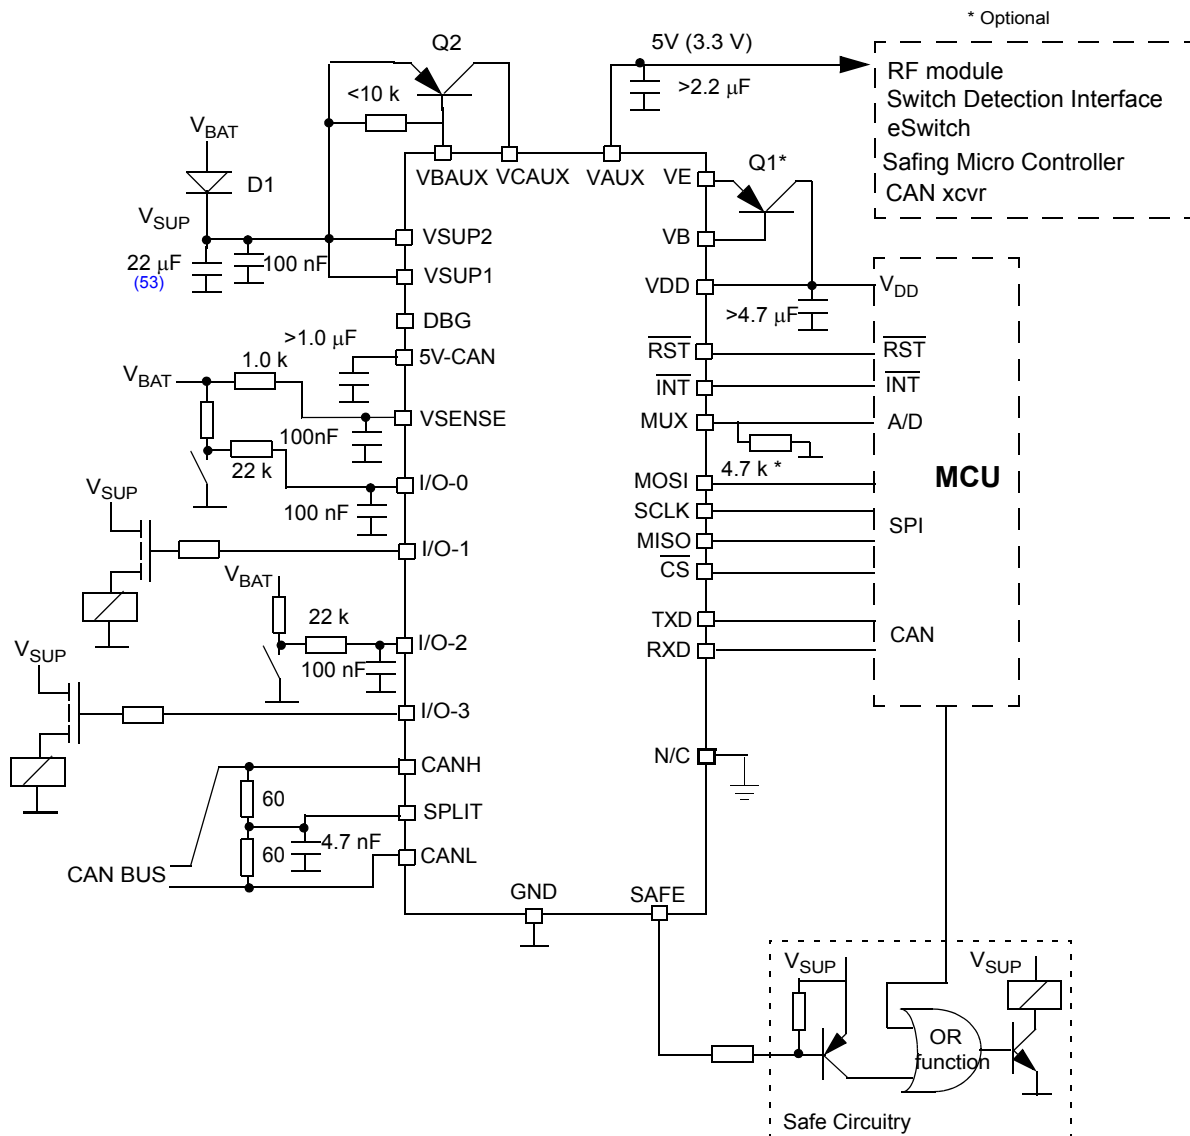 * Optional
Q2
5V (3.3 V)
RF module
Switch Detection Interface
eSwitch
Safing Micro Controller
CAN xcvr
>2.2 μF
<10 k
VBAT
D1
VSUP
22 μF
(53)
100 nF
VBAUX
VCAUX
VAUX
VE
Q1*
VB
VSUP2
VSUP1
VDD
VDD
>4.7 μF
DBG
>1.0 μF
5V-CAN
RST
RST
INT
INT
VBAT
1.0 k
VSENSE
100nF
MUX
A/D
4.7 k *
MCU
22 k
I/O-0
100 nF
MOSI
SCLK
SPI
MISO
CS
VSUP
I/O-1
VBAT
22 k
I/O-2
100 nF
TXD
CAN
RXD
VSUP
I/O-3
N/C
CANH
60
SPLIT
4.7 nF
60
CANL
CAN BUS
GND
SAFE
VSUP
VSUP
OR
function
Safe Circuitry